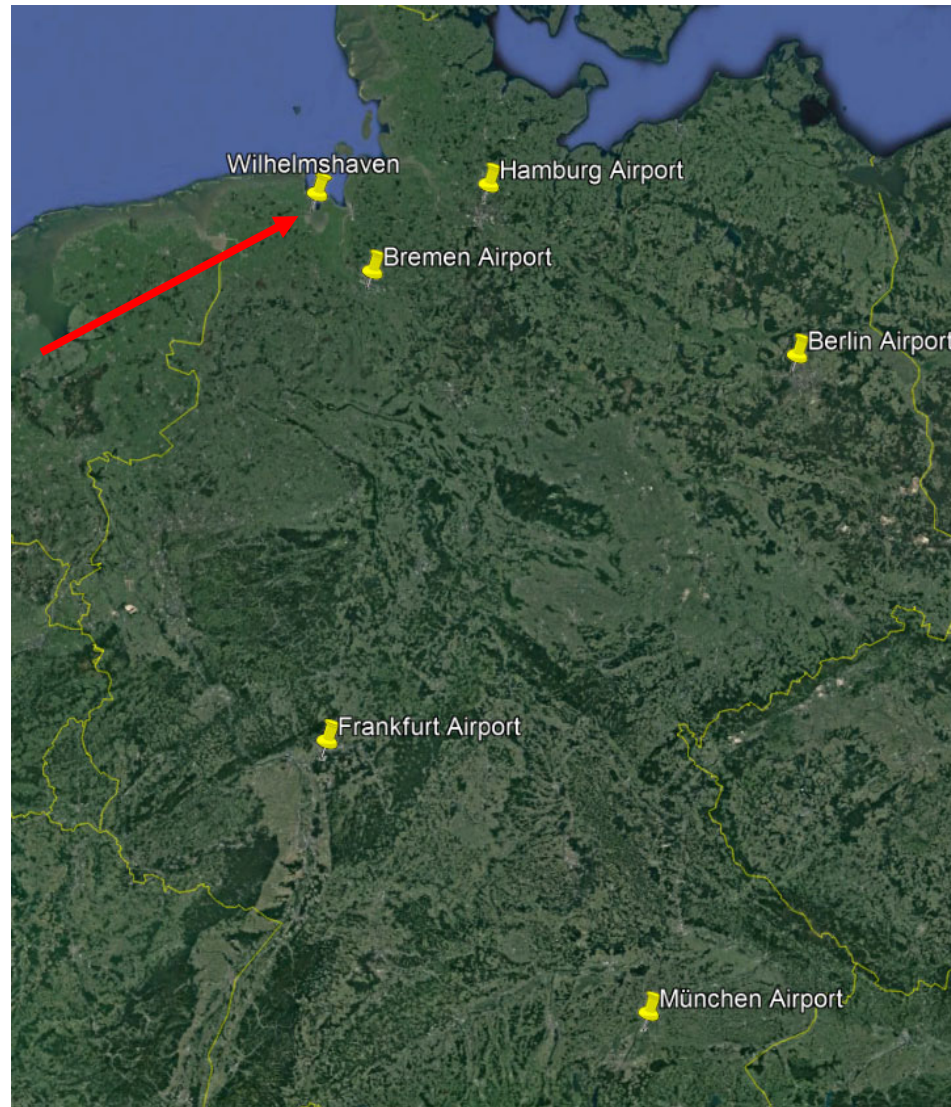 Wilhelmshaven
Hamburg Airport
Bremen Airport
Berlin Airport
Frankfurt Airport
München Airport